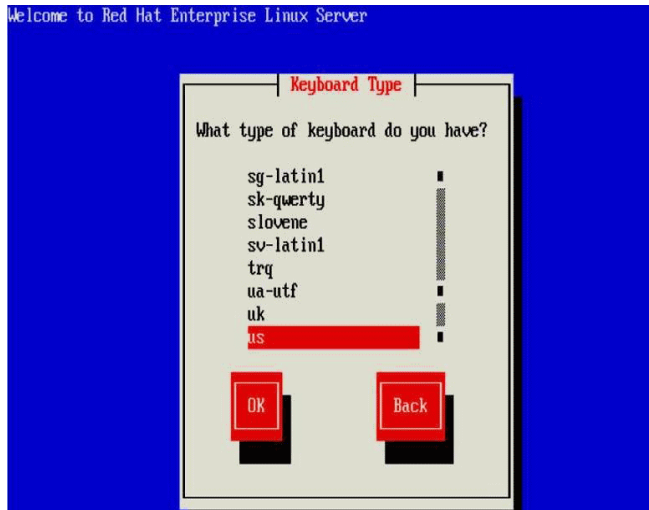 Welcome to Red Hat Enterprise Linux Server
Keyboard Type
What type of keyboard do you have?
sg-latin1
sk-qwerty
slovene
sv-latin1
trq
ua-utf
uk
us
OK Back